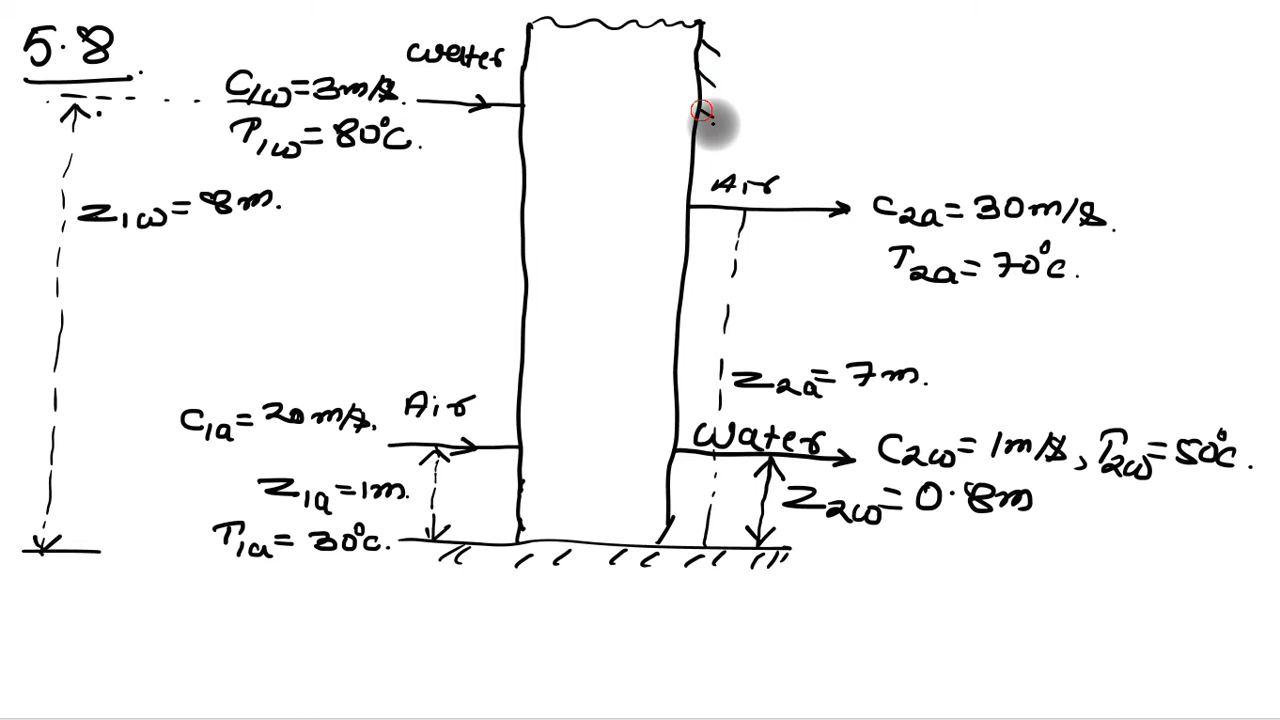 5.8
Water
C1w = 3m/s.
T1w = 80°C.
Z1w = 8m.
Air
C2a = 30m/s.
T2a = 70°C.
Z2a = 7m.
C1a = 20m/s.
Air
Water
C2w = 1m/s, T2w = 50°C.
Z1a = 1m.
Z2w = 0.8m
T1a = 30°C.